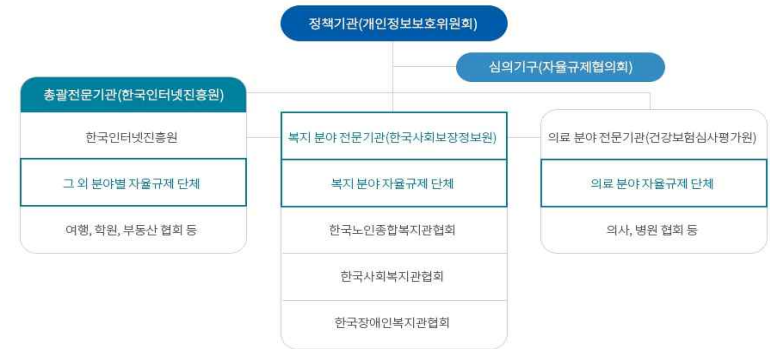 정책기관(개인정보보호위원회)
심의기구(자율규제협의회)
총괄전문기관(한국인터넷진흥원)
한국인터넷진흥원
그 외 분야별 자율규제 단체
여행, 학원, 부동산 협회 등
복지 분야 전문기관(한국사회보장정보원)
복지 분야 자율규제 단체
한국노인종합복지관협회
한국사회복지관협회
한국장애인복지관협회
의료 분야 전문기관(건강보험심사평가원)
의료 분야 자율규제 단체
의사, 병원 협회 등